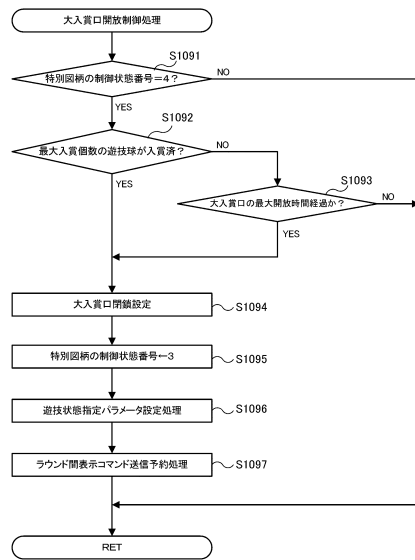 大入賞口開放制御処理
S1091
特別図柄の制御状態番号=4?
NO
YES
S1092
最大入賞個数の遊技球が入賞済?
NO
YES
S1093
大入賞口の最大開放時間経過か?
NO
YES
大入賞口閉鎖設定
S1094
特別図柄の制御状態番号←3
S1095
遊技状態指定パラメータ設定処理
S1096
ラウンド間表示コマンド送信予約処理
S1097
RET